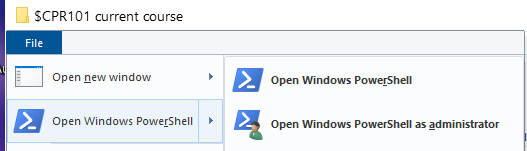 $CPR101 current course
File
Open new window
Open Windows PowerShell
Open Windows PowerShell
Open Windows PowerShell as administrator